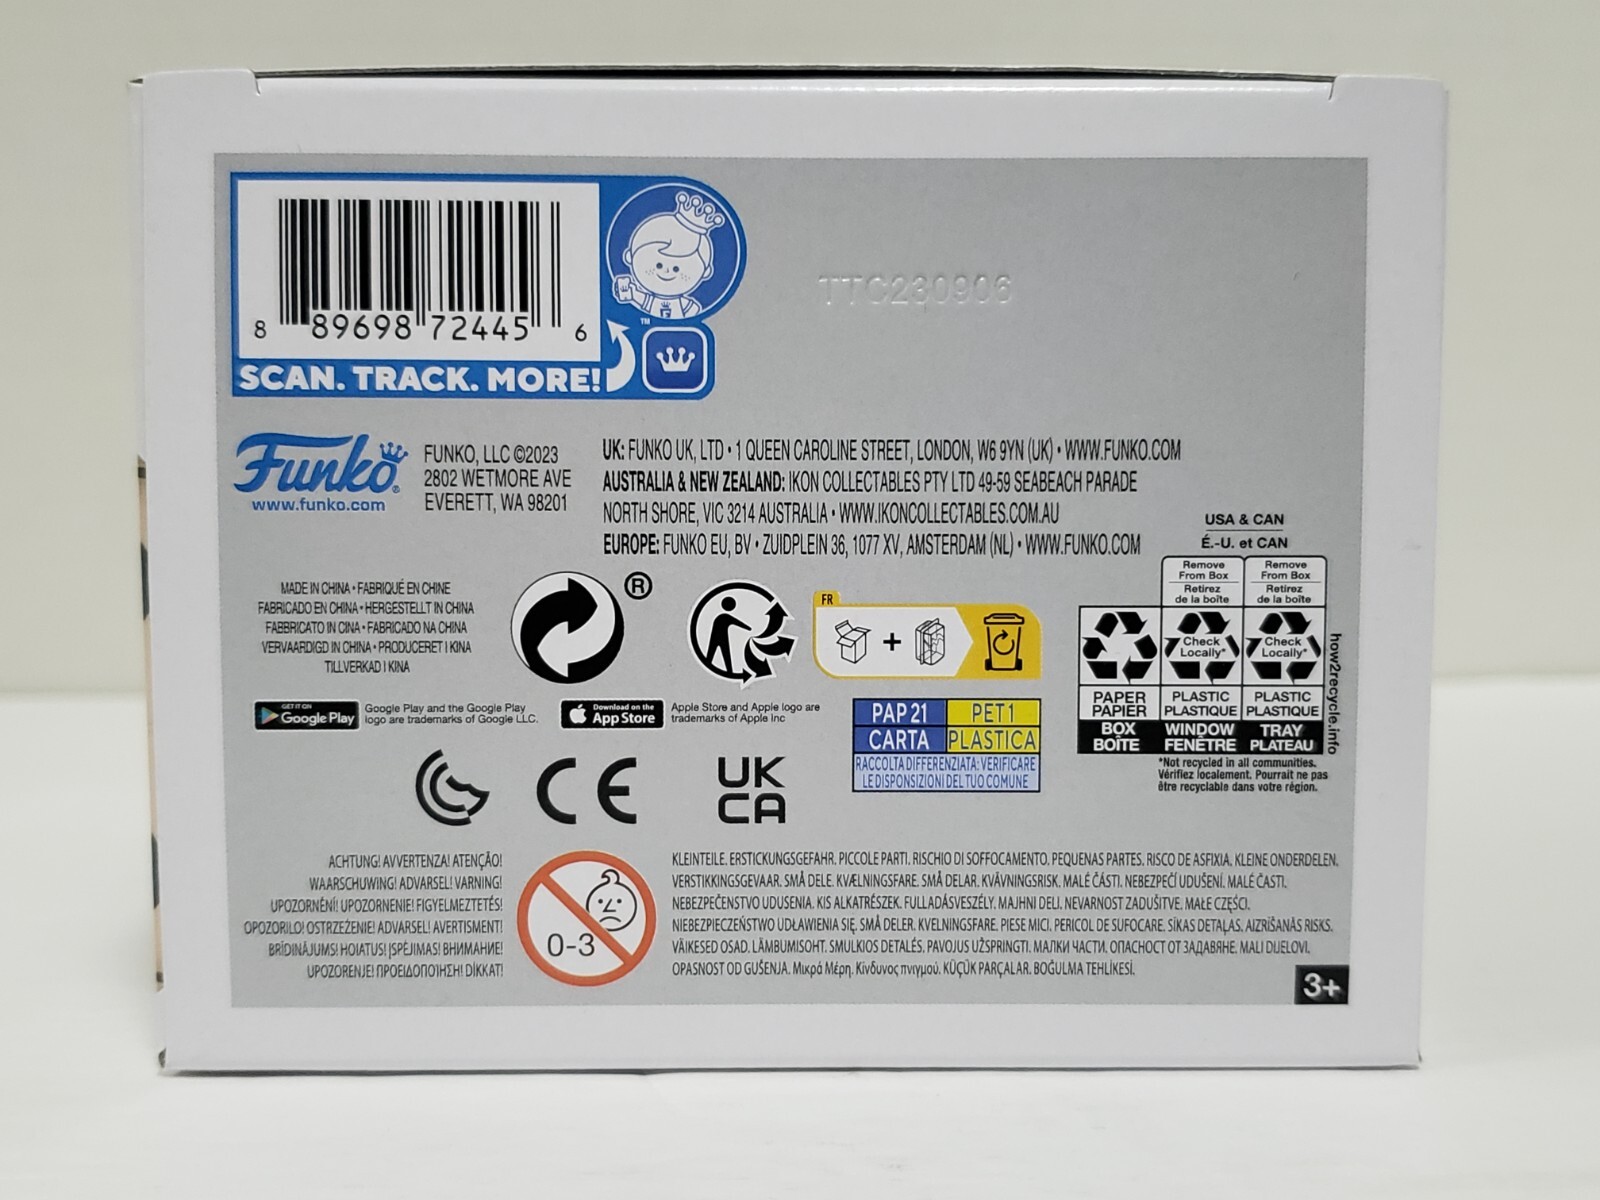 8 89698 72445 6
™
SCAN. TRACK. MORE!
TTC230906
Funko®
www.funko.com
FUNKO, LLC ©2023
2802 WETMORE AVE
EVERETT, WA 98201
UK: FUNKO UK, LTD • 1 QUEEN CAROLINE STREET, LONDON, W6 9YN (UK) • WWW.FUNKO.COM
AUSTRALIA & NEW ZEALAND: IKON COLLECTABLES PTY LTD 49-59 SEABEACH PARADE
NORTH SHORE, VIC 3214 AUSTRALIA • WWW.IKONCOLLECTABLES.COM.AU
EUROPE: FUNKO EU, BV • ZUIDPLEIN 36, 1077 XV, AMSTERDAM (NL) • WWW.FUNKO.COM
MADE IN CHINA • FABRIQUÉ EN CHINE
FABRICADO EN CHINA • HERGESTELLT IN CHINA
FABBRICATO IN CINA • FABRICADO NA CHINA
VERVAARDIGD IN CHINA • PRODUCERET I KINA
TILLVERKAD I KINA
®
FR
USA & CAN
É.-U. et CAN
Remove From Box
Retirez de la boîte
Remove From Box
Retirez de la boîte
Check Locally*
Check Locally*
PAPER PAPIER
PLASTIC PLASTIQUE
PLASTIC PLASTIQUE
BOX BOÎTE
WINDOW FENÊTRE
TRAY PLATEAU
how2recycle.info
*Not recycled in all communities.
Vérifiez localement. Pourrait ne pas
être recyclable dans votre région.
GET IT ON
Google Play
Google Play and the Google Play
logo are trademarks of Google LLC.
Download on the
App Store
Apple Store and Apple logo are
trademarks of Apple Inc
PAP 21 PET 1
CARTA PLASTICA
RACCOLTA DIFFERENZIATA: VERIFICARE
LE DISPOSIZIONI DEL TUO COMUNE
CE
UK
CA
ACHTUNG! AVVERTENZA! ATENÇÃO!
WAARSCHUWING! ADVARSEL! VARNING!
UPOZORNĚNÍ! UPOZORNENIE! FIGYELMEZTETÉS!
OPOZORILO! OSTRZEŻENIE! ADVARSEL! AVERTISMENT!
BRĪDINĀJUMS! HOIATUS! ĮSPĖJIMAS! ВНИМАНИЕ!
UPOZORENJE! ΠΡΟΕΙΔΟΠΟΊΗΣΗ! DİKKAT!
0-3
KLEINTEILE. ERSTICKUNGSGEFAHR. PICCOLE PARTI. RISCHIO DI SOFFOCAMENTO. PEQUENAS PARTES. RISCO DE ASFIXIA. KLEINE ONDERDELEN.
VERSTIKKINGSGEVAAR. SMÅ DELE. KVÆLNINGSFARE. SMÅ DELAR. KVÄVNINGSRISK. MALÉ ČÁSTI. NEBEZPEČÍ UDUŠENÍ. MALÉ ČASTI.
NEBEZPEČENSTVO UDUSENIA. KIS ALKATRÉSZEK. FULLADÁSVESZÉLY. MAJHNI DELI. NEVARNOST ZADUŠITVE. MAŁE CZĘŚCI.
NIEBEZPIECZEŃSTWO UDŁAWIENIA SIĘ. SMÅ DELER. KVELNINGSFARE. PIESE MICI. PERICOL DE SUFOCARE. SĪKAS DETAĻAS. AIZRĪŠANĀS RISKS.
VÄIKESED OSAD. LÄMBUMISOHT. SMULKIOS DETALĖS. PAVOJUS UŽSPRINGTI. МАЛКИ ЧАСТИ. ОПАСНОСТ ОТ ЗАДАВЯНЕ. MALI DIJELOVI.
OPASNOST OD GUŠENJA. Μικρά Μέρη. Κίνδυνος πνιγμού. KÜÇÜK PARÇALAR. BOĞULMA TEHLİKESİ.
3+